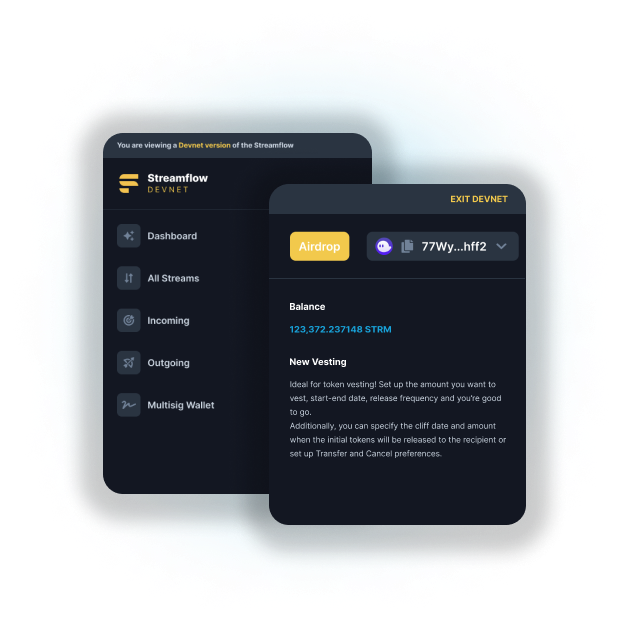 You are viewing a Devnet version of the Streamflow
Streamflow
DEVNET
Dashboard
All Streams
Incoming
Outgoing
Multisig Wallet
EXIT DEVNET
Airdrop
77Wy...hff2
Balance
123,372.237148 STRM
New Vesting
Ideal for token vesting! Set up the amount you want to
vest, start-end date, release frequency and you're good
to go.
Additionally, you can specify the cliff date and amount
when the initial tokens will be released to the recipient or
set up Transfer and Cancel preferences.